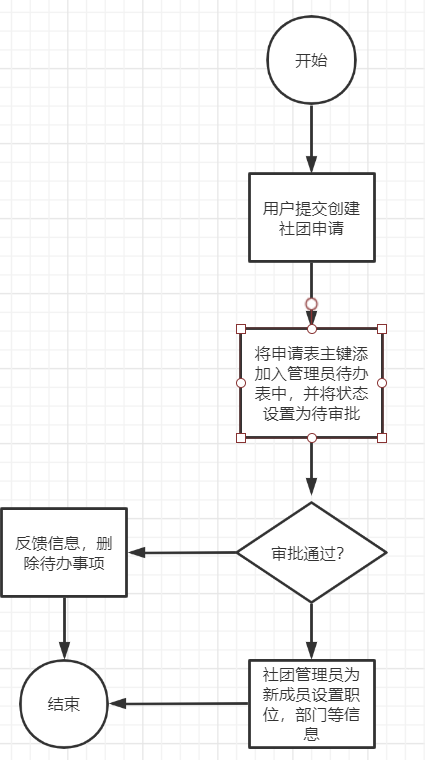 开始
用户提交创建
社团申请
将申请表主键添
加入管理员待办
表中，并将状态
设置为待审批
审批通过？
反馈信息，删
除待办事项
社团管理员为
新成员设置职
位，部门等信
息
结束